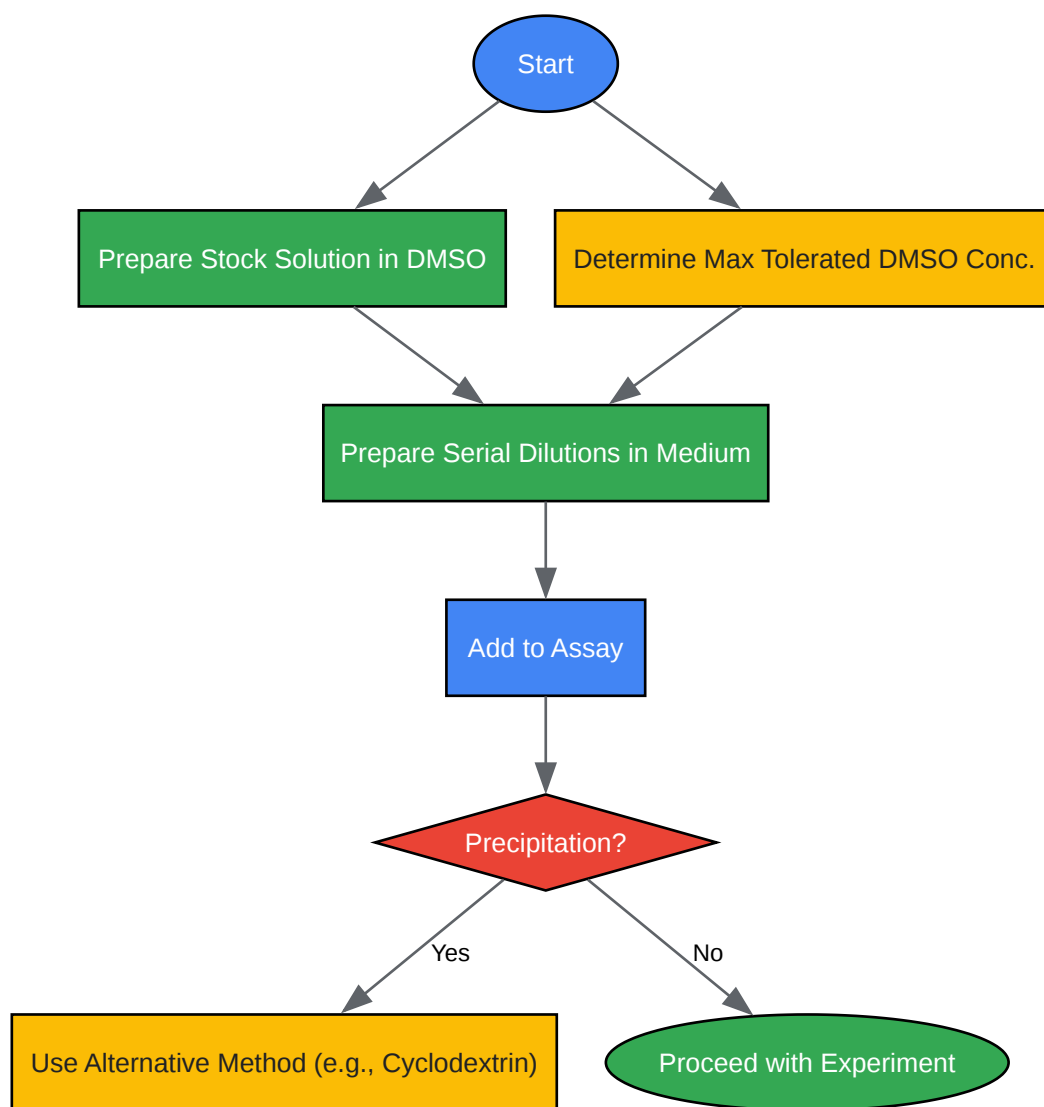 Start
Prepare Stock Solution in DMSO
Determine Max Tolerated DMSO Conc.
Prepare Serial Dilutions in Medium
Add to Assay
Precipitation?
Yes
No
Use Alternative Method (e.g., Cyclodextrin)
Proceed with Experiment